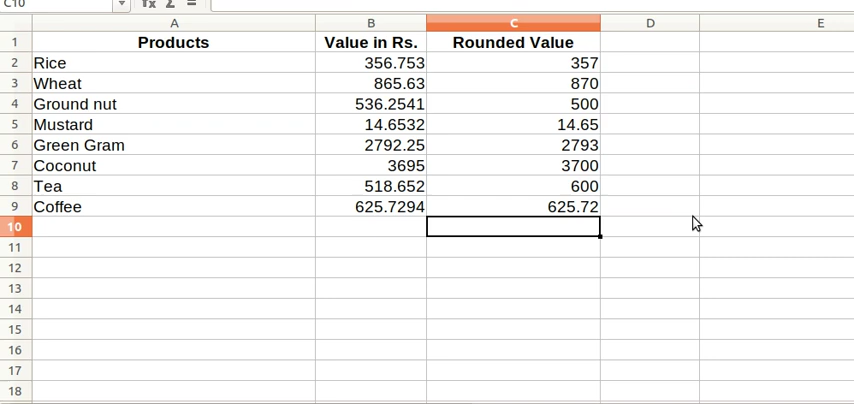 C10 fx Σ =
A B C D E
1 Products Value in Rs. Rounded Value
2 Rice 356.753 357
3 Wheat 865.63 870
4 Ground nut 536.2541 500
5 Mustard 14.6532 14.65
6 Green Gram 2792.25 2793
7 Coconut 3695 3700
8 Tea 518.652 600
9 Coffee 625.7294 625.72
10
11
12
13
14
15
16
17
18